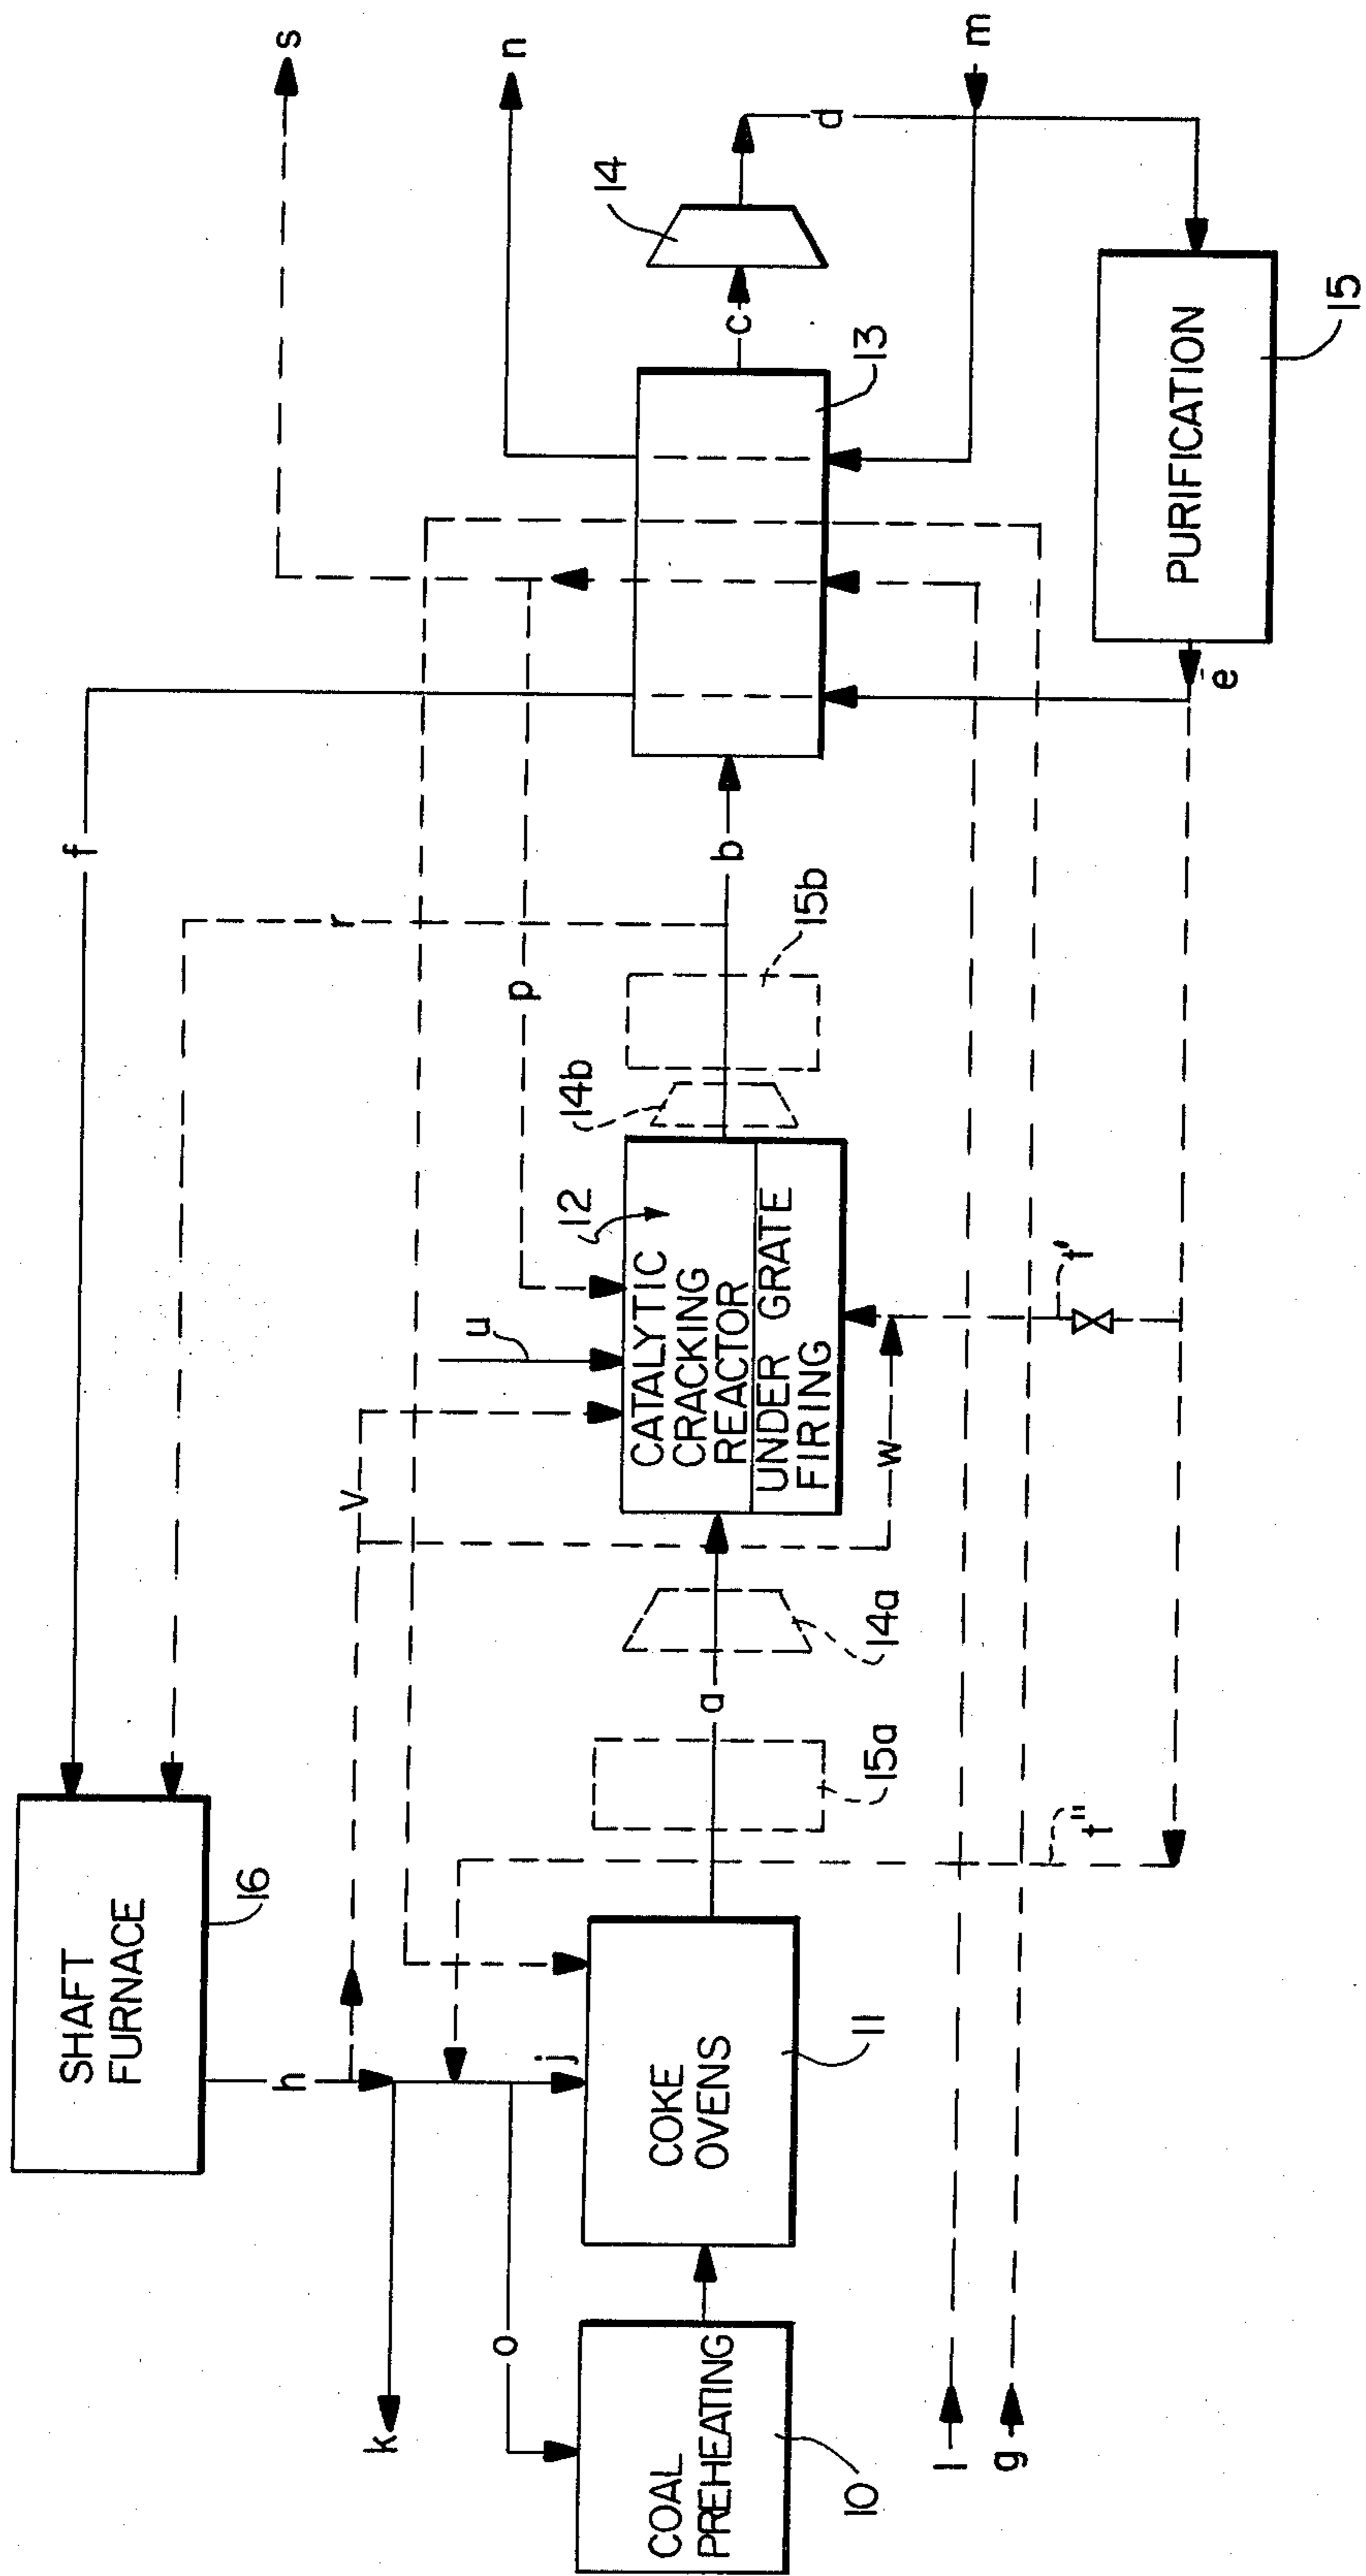 SHAFT
FURNACE
16
f
r
s
n
h
k
V
u
p
o
j
COAL
PREHEATING
10
COKE
OVENS
11
15a
a
14a
CATALYTIC
CRACKING
REACTOR
UNDER GRATE
FIRING
12
14b
15b
b
13
c
14
d
m
w
l
g
t"
t'
e
PURIFICATION
15